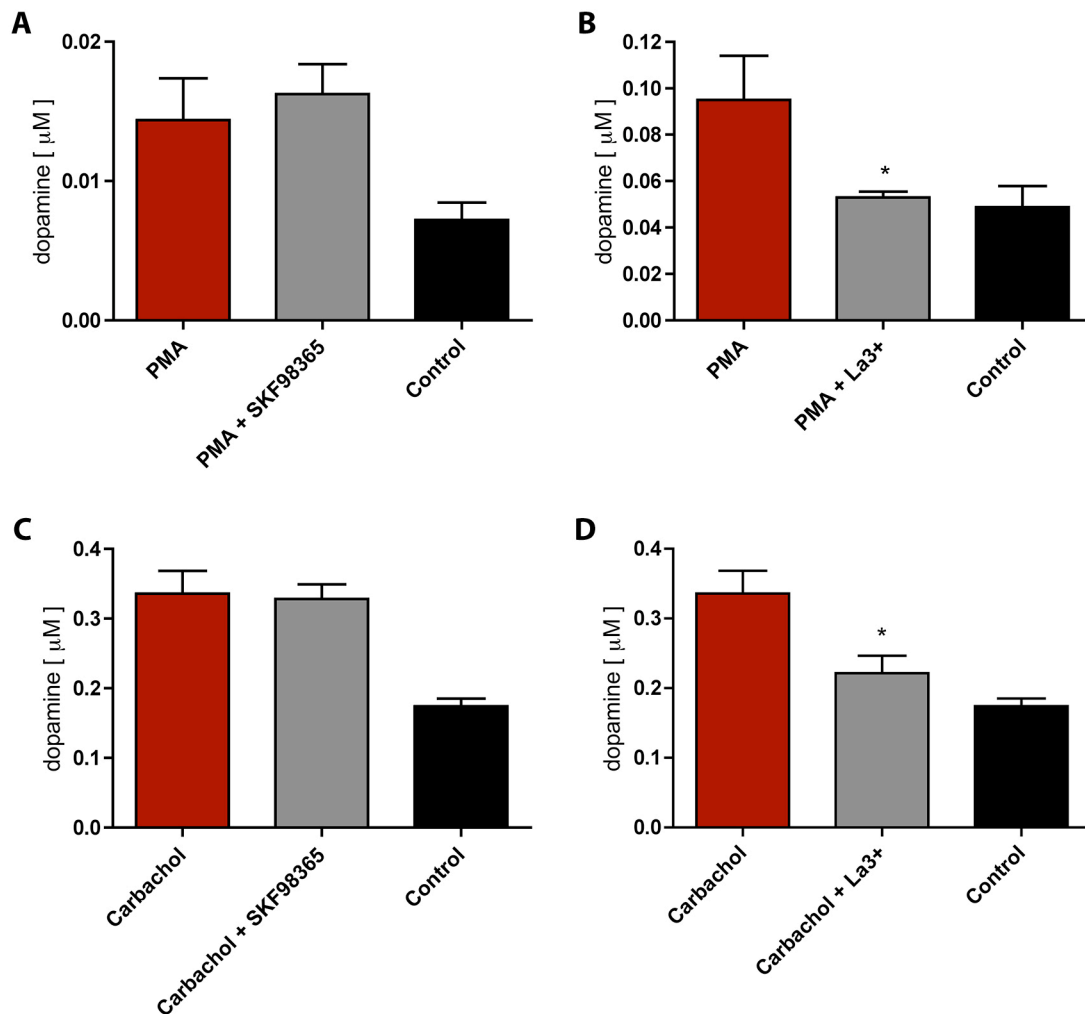 A
dopamine [ μM ]
0.02
0.01
0.00
PMA
PMA + SKF98365
Control
B
dopamine [ μM ]
0.12
0.10
0.08
0.06
0.04
0.02
0.00
*
PMA
PMA + La3+
Control
C
dopamine [ μM ]
0.4
0.3
0.2
0.1
0.0
Carbachol
Carbachol + SKF98365
Control
D
dopamine [ μM ]
0.4
0.3
0.2
0.1
0.0
*
Carbachol
Carbachol + La3+
Control